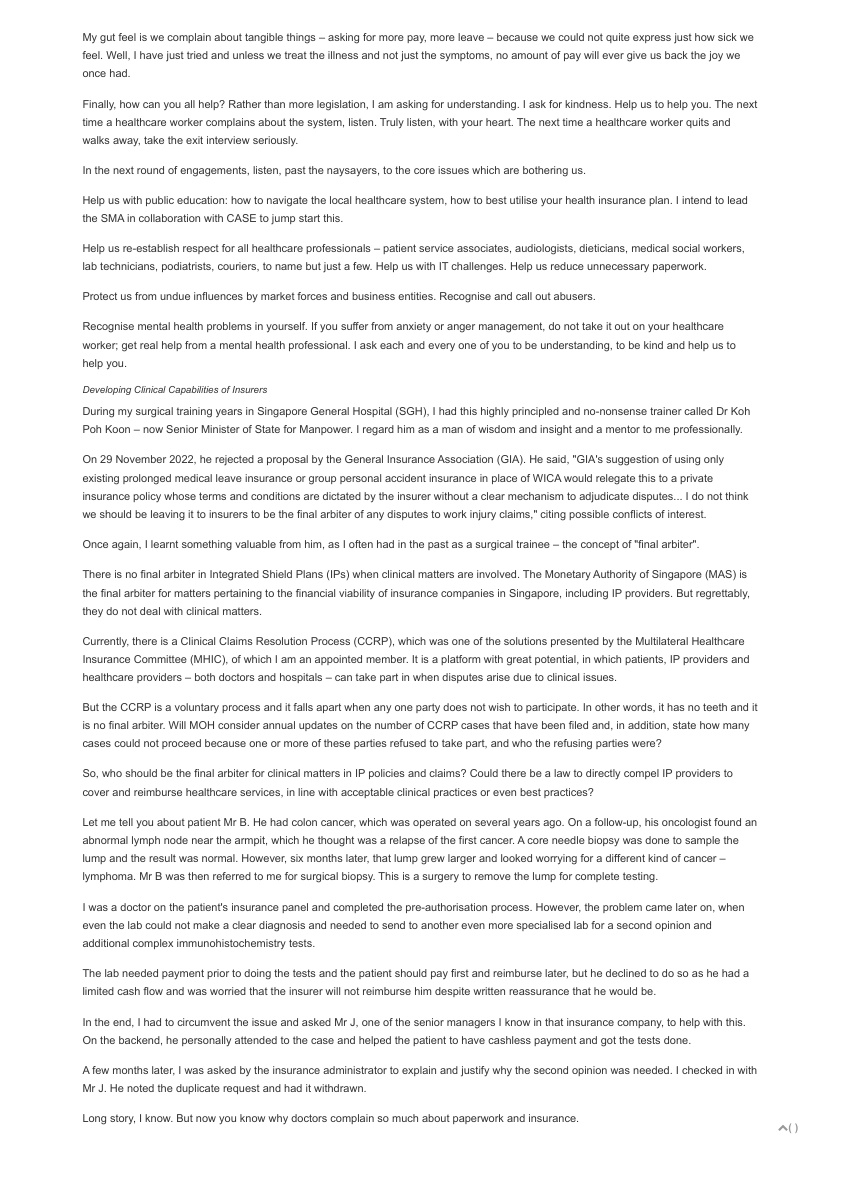 My gut feel is we complain about tangible things – asking for more pay, more leave – because we could not quite express just how sick we
feel. Well, I have just tried and unless we treat the illness and not just the symptoms, no amount of pay will ever give us back the joy we
once had.
Finally, how can you all help? Rather than more legislation, I am asking for understanding. I ask for kindness. Help us to help you. The next
time a healthcare worker complains about the system, listen. Truly listen, with your heart. The next time a healthcare worker quits and
walks away, take the exit interview seriously.
In the next round of engagements, listen, past the naysayers, to the core issues which are bothering us.
Help us with public education: how to navigate the local healthcare system, how to best utilise your health insurance plan. I intend to lead
the SMA in collaboration with CASE to jump start this.
Help us re-establish respect for all healthcare professionals – patient service associates, audiologists, dieticians, medical social workers,
lab technicians, podiatrists, couriers, to name but just a few. Help us with IT challenges. Help us reduce unnecessary paperwork.
Protect us from undue influences by market forces and business entities. Recognise and call out abusers.
Recognise mental health problems in yourself. If you suffer from anxiety or anger management, do not take it out on your healthcare
worker; get real help from a mental health professional. I ask each and every one of you to be understanding, to be kind and help us to
help you.
Developing Clinical Capabilities of Insurers
During my surgical training years in Singapore General Hospital (SGH), I had this highly principled and no-nonsense trainer called Dr Koh
Poh Koon – now Senior Minister of State for Manpower. I regard him as a man of wisdom and insight and a mentor to me professionally.
On 29 November 2022, he rejected a proposal by the General Insurance Association (GIA). He said, "GIA's suggestion of using only
existing prolonged medical leave insurance or group personal accident insurance in place of WICA would relegate this to a private
insurance policy whose terms and conditions are dictated by the insurer without a clear mechanism to adjudicate disputes... I do not think
we should be leaving it to insurers to be the final arbiter of any disputes to work injury claims," citing possible conflicts of interest.
Once again, I learnt something valuable from him, as I often had in the past as a surgical trainee – the concept of "final arbiter".
There is no final arbiter in Integrated Shield Plans (IPs) when clinical matters are involved. The Monetary Authority of Singapore (MAS) is
the final arbiter for matters pertaining to the financial viability of insurance companies in Singapore, including IP providers. But regrettably,
they do not deal with clinical matters.
Currently, there is a Clinical Claims Resolution Process (CCRP), which was one of the solutions presented by the Multilateral Healthcare
Insurance Committee (MHIC), of which I am an appointed member. It is a platform with great potential, in which patients, IP providers and
healthcare providers – both doctors and hospitals – can take part in when disputes arise due to clinical issues.
But the CCRP is a voluntary process and it falls apart when any one party does not wish to participate. In other words, it has no teeth and it
is no final arbiter. Will MOH consider annual updates on the number of CCRP cases that have been filed and, in addition, state how many
cases could not proceed because one or more of these parties refused to take part, and who the refusing parties were?
So, who should be the final arbiter for clinical matters in IP policies and claims? Could there be a law to directly compel IP providers to
cover and reimburse healthcare services, in line with acceptable clinical practices or even best practices?
Let me tell you about patient Mr B. He had colon cancer, which was operated on several years ago. On a follow-up, his oncologist found an
abnormal lymph node near the armpit, which he thought was a relapse of the first cancer. A core needle biopsy was done to sample the
lump and the result was normal. However, six months later, that lump grew larger and looked worrying for a different kind of cancer –
lymphoma. Mr B was then referred to me for surgical biopsy. This is a surgery to remove the lump for complete testing.
I was a doctor on the patient's insurance panel and completed the pre-authorisation process. However, the problem came later on, when
even the lab could not make a clear diagnosis and needed to send to another even more specialised lab for a second opinion and
additional complex immunohistochemistry tests.
The lab needed payment prior to doing the tests and the patient should pay first and reimburse later, but he declined to do so as he had a
limited cash flow and was worried that the insurer will not reimburse him despite written reassurance that he would be.
In the end, I had to circumvent the issue and asked Mr J, one of the senior managers I know in that insurance company, to help with this.
On the backend, he personally attended to the case and helped the patient to have cashless payment and got the tests done.
A few months later, I was asked by the insurance administrator to explain and justify why the second opinion was needed. I checked in with
Mr J. He noted the duplicate request and had it withdrawn.
Long story, I know. But now you know why doctors complain so much about paperwork and insurance.
( )